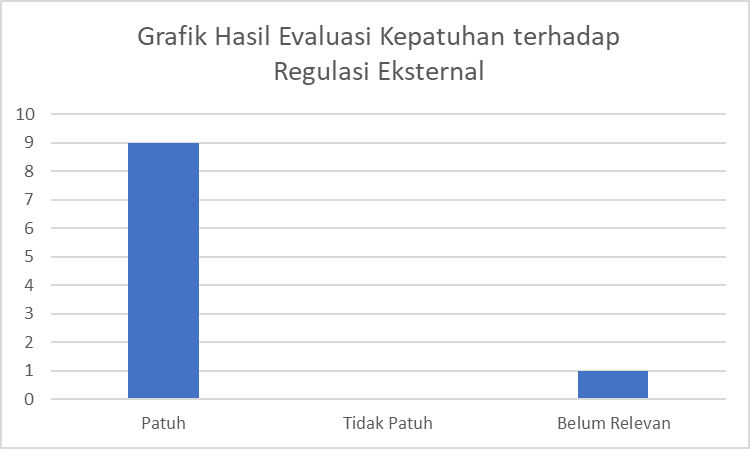 Grafik Hasil Evaluasi Kepatuhan terhadap
Regulasi Eksternal
10
9
8
7
6
5
4
3
2
1
0
Patuh
Tidak Patuh
Belum Relevan